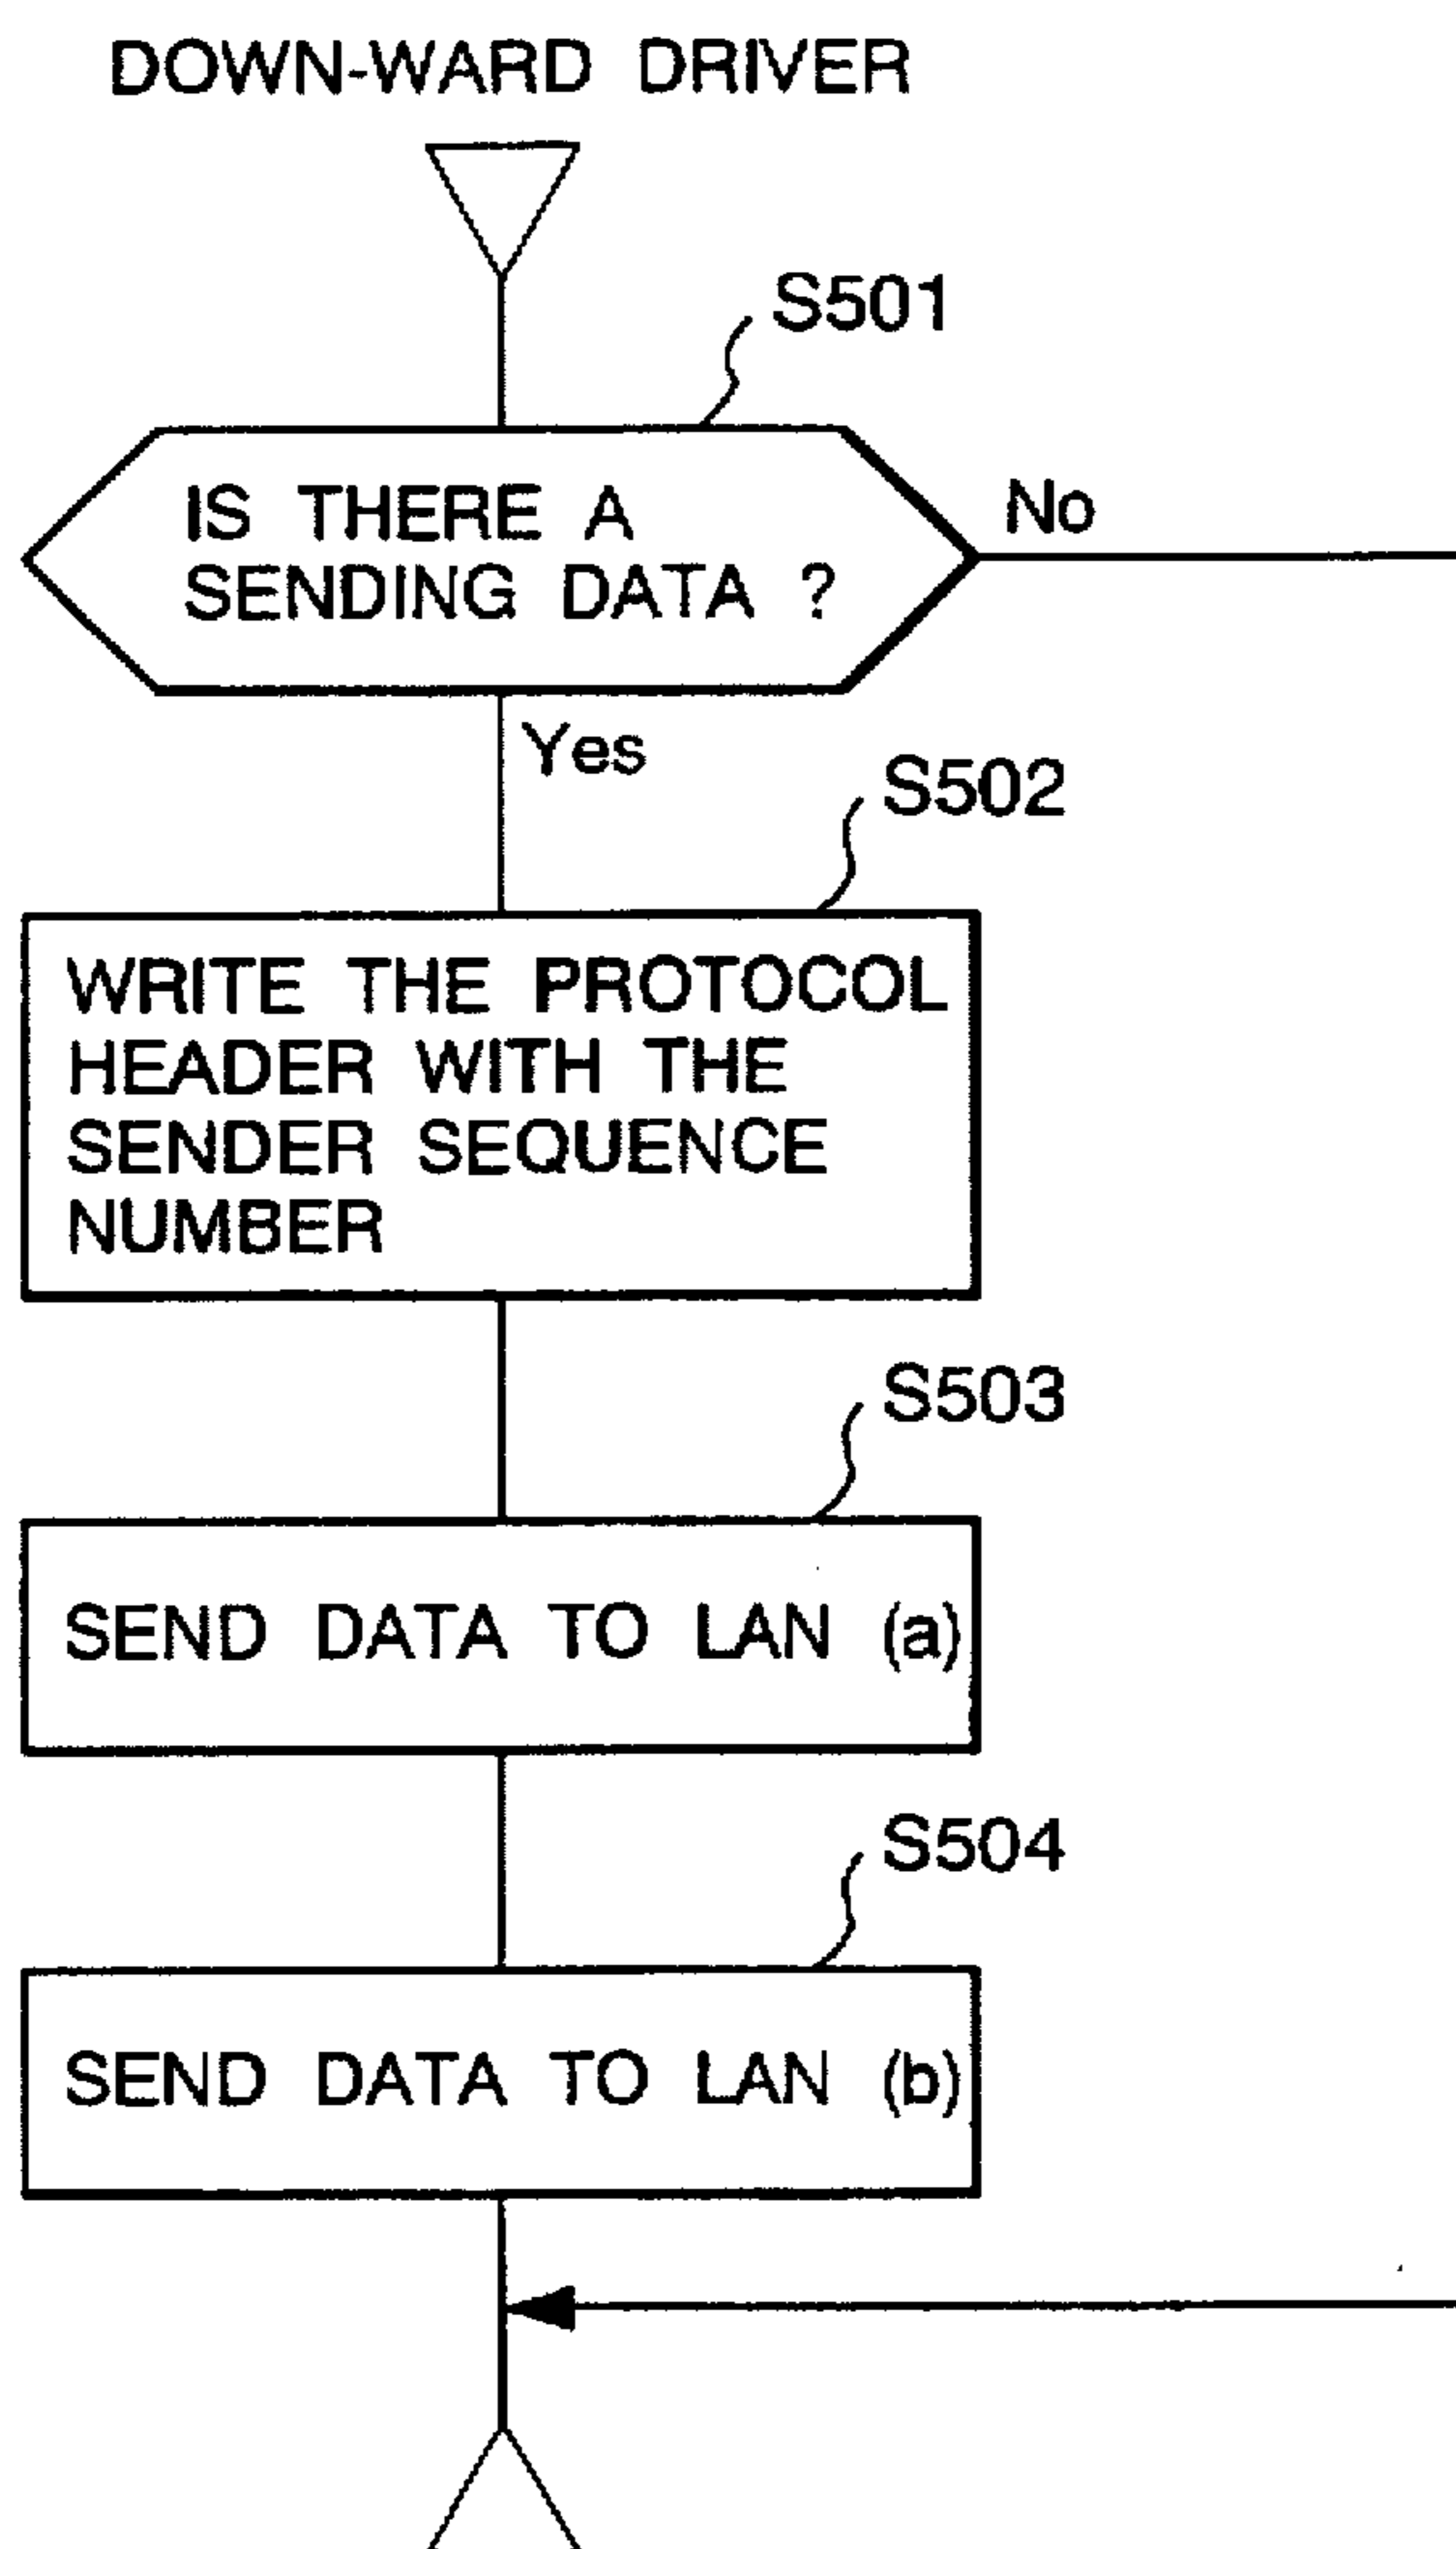 DOWN-WARD DRIVER
S501
IS THERE A
SENDING DATA ?
No
Yes
S502
WRITE THE PROTOCOL
HEADER WITH THE
SENDER SEQUENCE
NUMBER
S503
SEND DATA TO LAN (a)
S504
SEND DATA TO LAN (b)